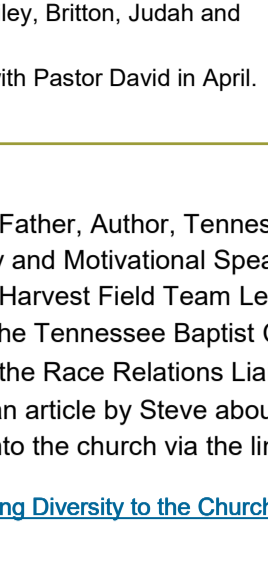 ley, Britton, Judah and
ith Pastor David in April.
Father, Author, Tennes
y and Motivational Spea
Harvest Field Team Le
he Tennessee Baptist C
the Race Relations Lia
an article by Steve abou
nto the church via the lin
ng Diversity to the Church